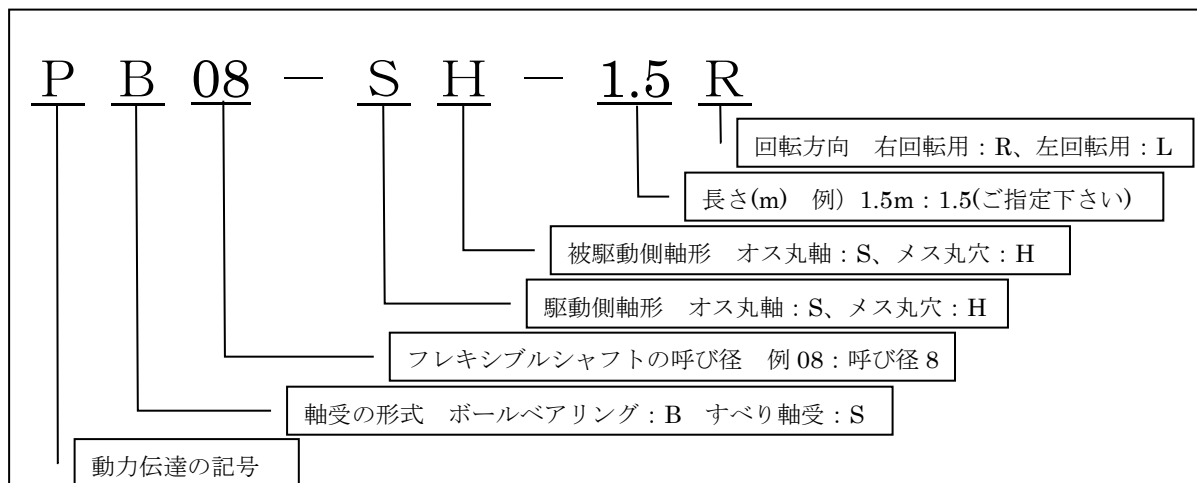 P B 08 － S H － 1.5 R
回転方向　右回転用：R、左回転用：L
長さ(m)　例）1.5m：1.5(ご指定下さい)
被駆動側軸形　オス丸軸：S、メス丸穴：H
駆動側軸形　オス丸軸：S、メス丸穴：H
フレキシブルシャフトの呼び径　例 08：呼び径 8
軸受の形式　ボールベアリング：B　すべり軸受：S
動力伝達の記号